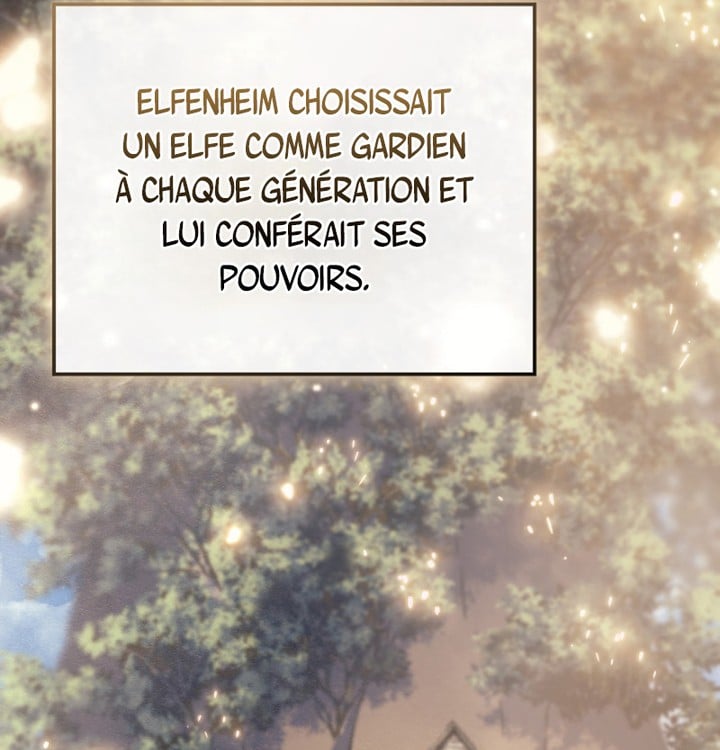 ELFENHEIM CHOISISSAIT
UN ELFE COMME GARDIEN
À CHAQUE GÉNÉRATION ET
LUI CONFÉRAIT SES
POUVOIRS.